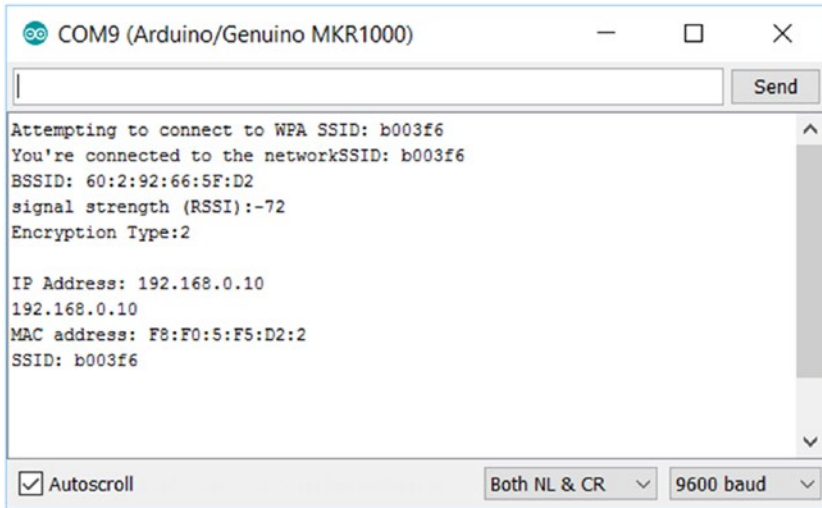 COM9 (Arduino/Genuino MKR1000)
Send
Attempting to connect to WPA SSID: b003f6
You're connected to the networkSSID: b003f6
BSSID: 60:2:92:66:5F:D2
signal strength (RSSI):-72
Encryption Type:2
IP Address: 192.168.0.10
192.168.0.10
MAC address: F8:F0:5:F5:D2:2
SSID: b003f6
Autoscroll
Both NL & CR
9600 baud